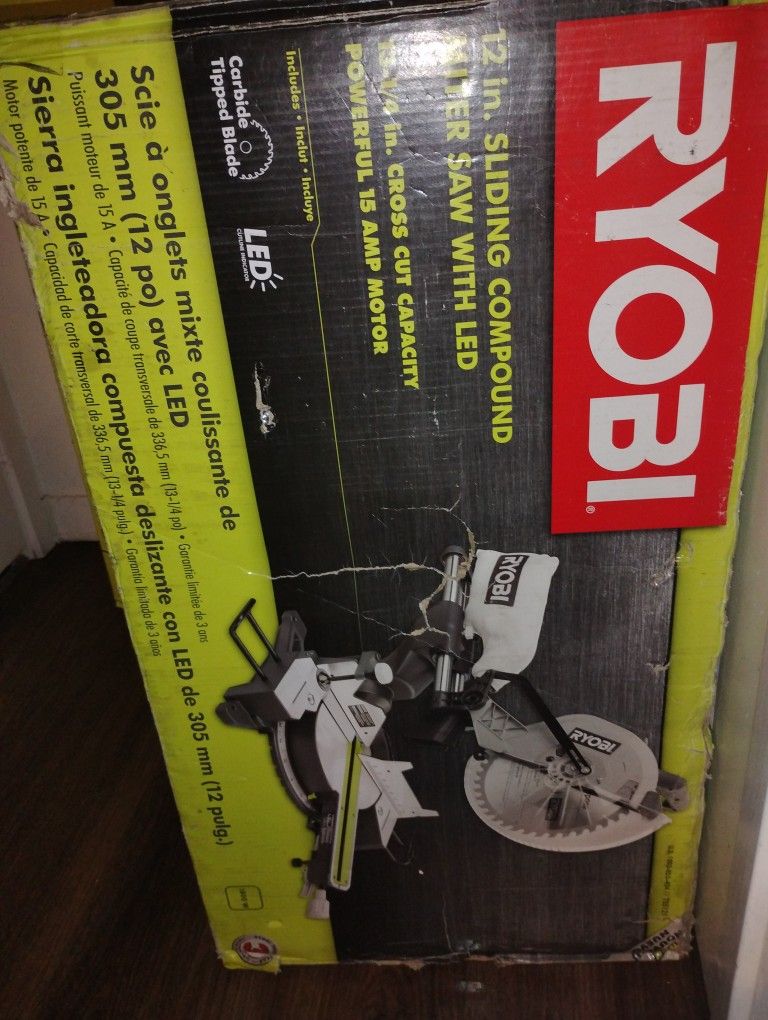 RYOBI®
12 in. SLIDING COMPOUND
MITER SAW WITH LED
13-1/4 in. CROSS CUT CAPACITY
POWERFUL 15 AMP MOTOR
Includes • Inclut • Incluye
Carbide
Tipped Blade
LED
CUTLINE INDICATOR
Scie à onglets mixte coulissante de
305 mm (12 po) avec LED
Puissant moteur de 15 A • Capacité de coupe transversale de 336,5 mm (13-1/4 po) • Garantie limitée de 3 ans
Sierra ingleteadora compuesta deslizante con LED de 305 mm (12 pulg.)
Motor potente de 15 A • Capacidad de corte transversal de 336,5 mm (13-1/4 pulg.) • Garantía limitada de 3 años
RYOBI
RYOBI
1800 W
3